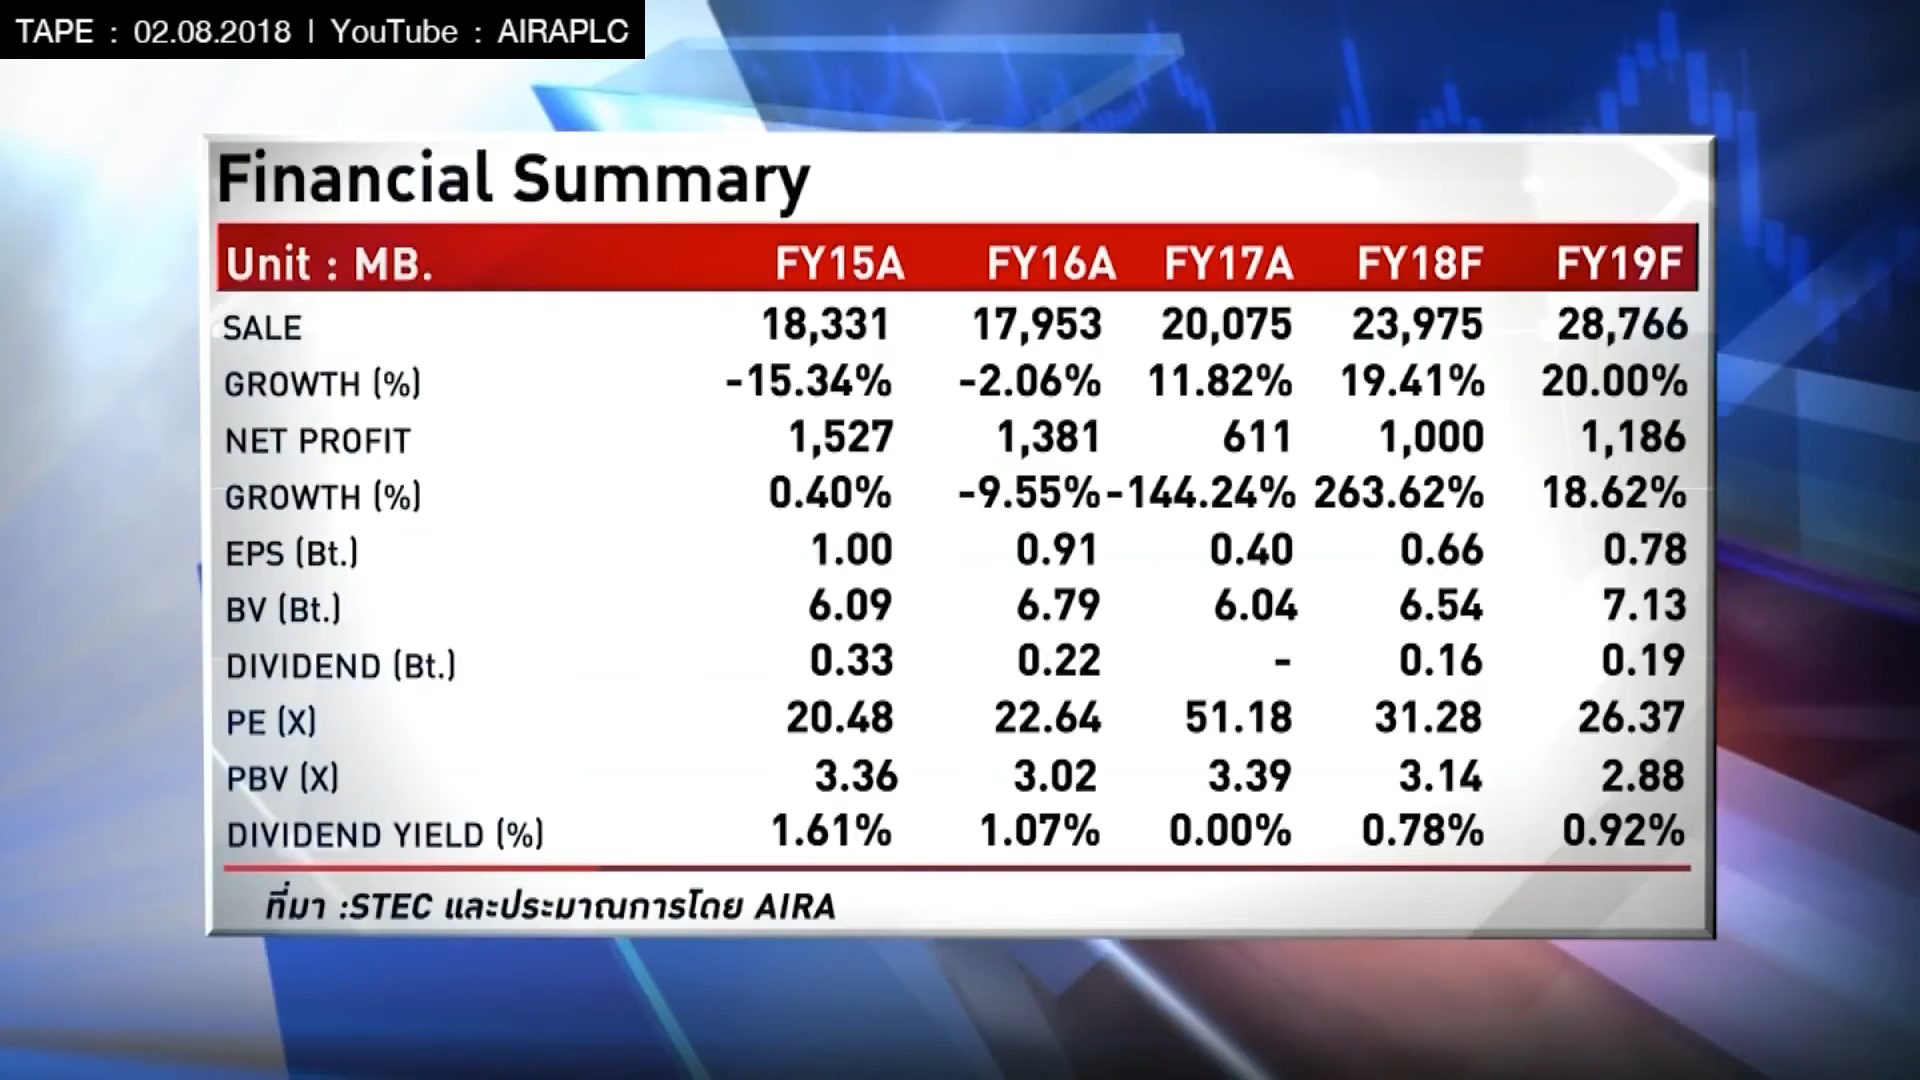 TAPE : 02.08.2018 | YouTube : AIRAPLC
Financial Summary
Unit : MB. FY15A FY16A FY17A FY18F FY19F
SALE 18,331 17,953 20,075 23,975 28,766
GROWTH (%) -15.34% -2.06% 11.82% 19.41% 20.00%
NET PROFIT 1,527 1,381 611 1,000 1,186
GROWTH (%) 0.40% -9.55% -144.24% 263.62% 18.62%
EPS (Bt.) 1.00 0.91 0.40 0.66 0.78
BV (Bt.) 6.09 6.79 6.04 6.54 7.13
DIVIDEND (Bt.) 0.33 0.22 - 0.16 0.19
PE (X) 20.48 22.64 51.18 31.28 26.37
PBV (X) 3.36 3.02 3.39 3.14 2.88
DIVIDEND YIELD (%) 1.61% 1.07% 0.00% 0.78% 0.92%
ที่มา :STEC และประมาณการโดย AIRA